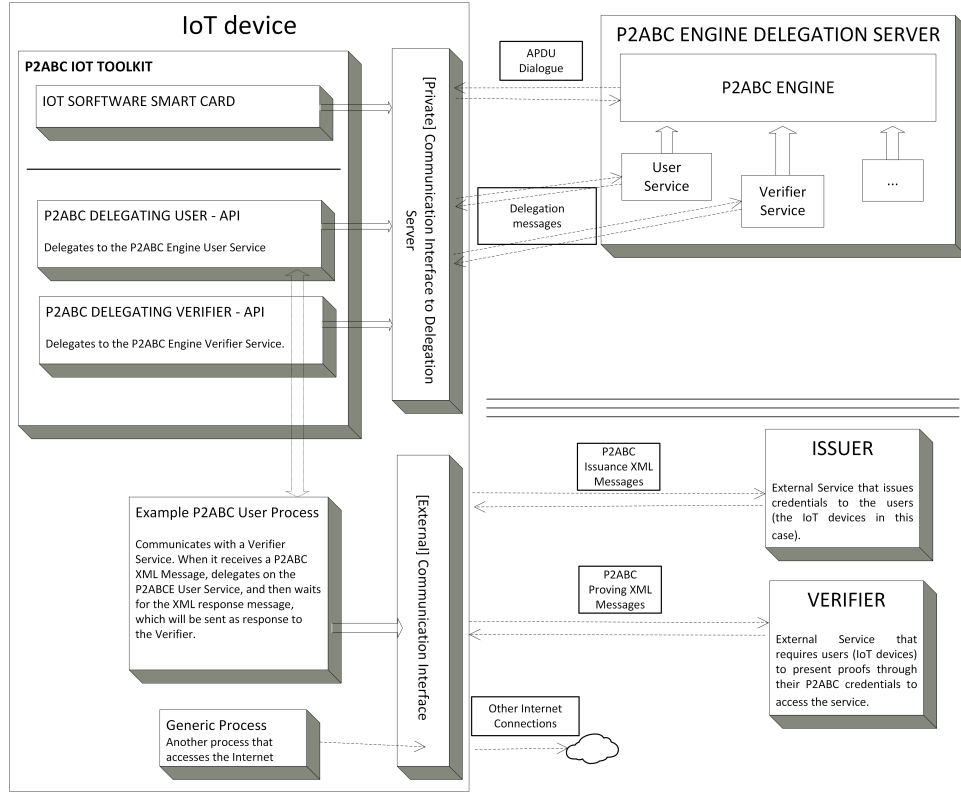 IoT device
P2ABC IOT TOOLKIT
IOT SORFTWARE SMART CARD
P2ABC DELEGATING USER - API
Delegates to the P2ABC Engine User Service
P2ABC DELEGATING VERIFIER - API
Delegates to the P2ABC Engine Verifier Service.
[Private] Communication Interface to Delegation
Server
APDU
Dialogue
Delegation
messages
P2ABC ENGINE DELEGATION SERVER
P2ABC ENGINE
User
Service
Verifier
Service
...
Example P2ABC User Process
Communicates with a Verifier
Service. When it receives a P2ABC
XML Message, delegates on the
P2ABCE User Service, and then waits
for the XML response message,
which will be sent as response to
the Verifier.
Generic Process
Another process that
accesses the Internet
[External] Communication Interface
P2ABC
Issuance XML
Messages
ISSUER
External Service that issues
credentials to the users
(the IoT devices in this
case).
P2ABC
Proving XML
Messages
VERIFIER
External Service that
requires users (IoT devices)
to present proofs through
their P2ABC credentials to
access the service.
Other Internet
Connections